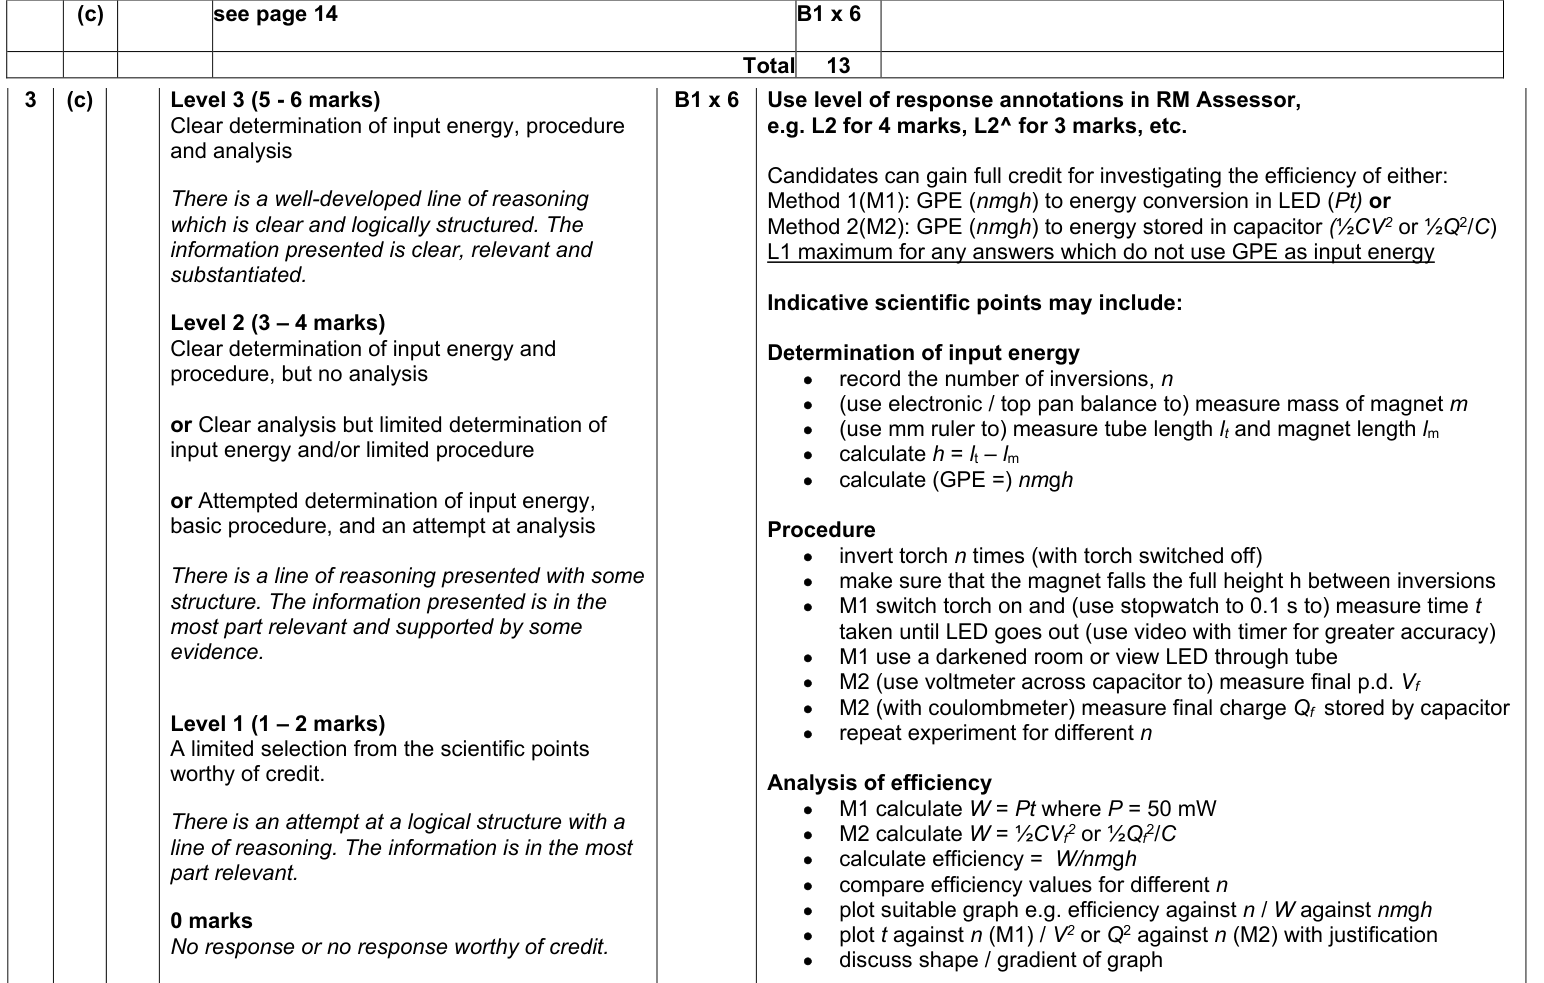 (c) see page 14 B1 x 6
Total 13
3 (c) Level 3 (5 - 6 marks) B1 x 6
Clear determination of input energy, procedure
and analysis
There is a well-developed line of reasoning
which is clear and logically structured. The
information presented is clear, relevant and
substantiated.
Level 2 (3 – 4 marks)
Clear determination of input energy and
procedure, but no analysis
or Clear analysis but limited determination of
input energy and/or limited procedure
or Attempted determination of input energy,
basic procedure, and an attempt at analysis
There is a line of reasoning presented with some
structure. The information presented is in the
most part relevant and supported by some
evidence.
Level 1 (1 – 2 marks)
A limited selection from the scientific points
worthy of credit.
There is an attempt at a logical structure with a
line of reasoning. The information is in the most
part relevant.
0 marks
No response or no response worthy of credit.
Use level of response annotations in RM Assessor,
e.g. L2 for 4 marks, L2^ for 3 marks, etc.
Candidates can gain full credit for investigating the efficiency of either:
Method 1(M1): GPE (nmgh) to energy conversion in LED (Pt) or
Method 2(M2): GPE (nmgh) to energy stored in capacitor (½CV² or ½Q²/C)
L1 maximum for any answers which do not use GPE as input energy
Indicative scientific points may include:
Determination of input energy
• record the number of inversions, n
• (use electronic / top pan balance to) measure mass of magnet m
• (use mm ruler to) measure tube length lt and magnet length lm
• calculate h = lt – lm
• calculate (GPE =) nmgh
Procedure
• invert torch n times (with torch switched off)
• make sure that the magnet falls the full height h between inversions
• M1 switch torch on and (use stopwatch to 0.1 s to) measure time t
taken until LED goes out (use video with timer for greater accuracy)
• M1 use a darkened room or view LED through tube
• M2 (use voltmeter across capacitor to) measure final p.d. Vf
• M2 (with coulombmeter) measure final charge Qf stored by capacitor
• repeat experiment for different n
Analysis of efficiency
• M1 calculate W = Pt where P = 50 mW
• M2 calculate W = ½CVf² or ½Qf²/C
• calculate efficiency = W/nmgh
• compare efficiency values for different n
• plot suitable graph e.g. efficiency against n / W against nmgh
• plot t against n (M1) / V² or Q² against n (M2) with justification
• discuss shape / gradient of graph